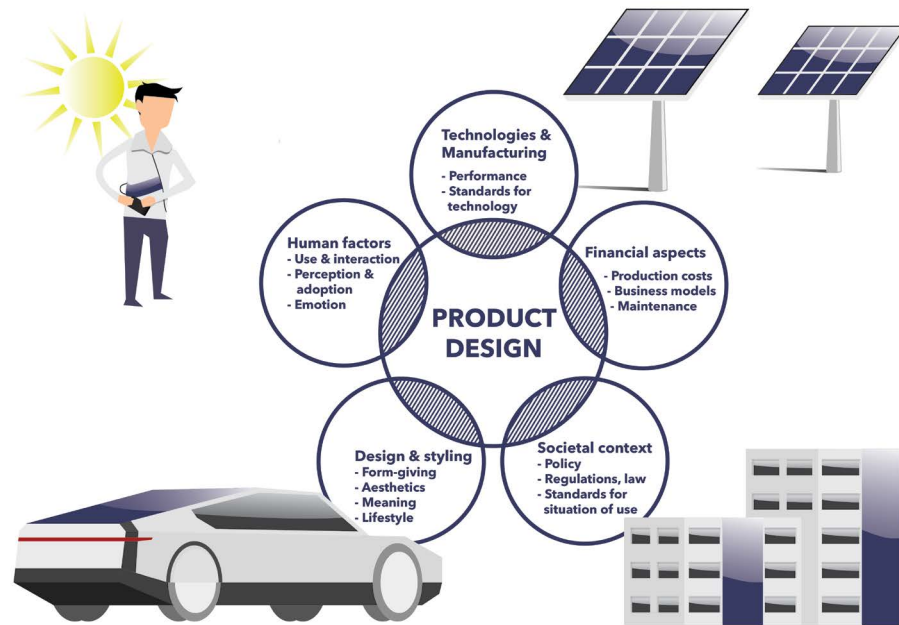 Technologies &
Manufacturing
- Performance
- Standards for
technology
Human factors
- Use & interaction
- Perception &
adoption
- Emotion
Financial aspects
- Production costs
- Business models
- Maintenance
PRODUCT
DESIGN
Design & styling
- Form-giving
- Aesthetics
- Meaning
- Lifestyle
Societal context
- Policy
- Regulations, law
- Standards for
situation of use